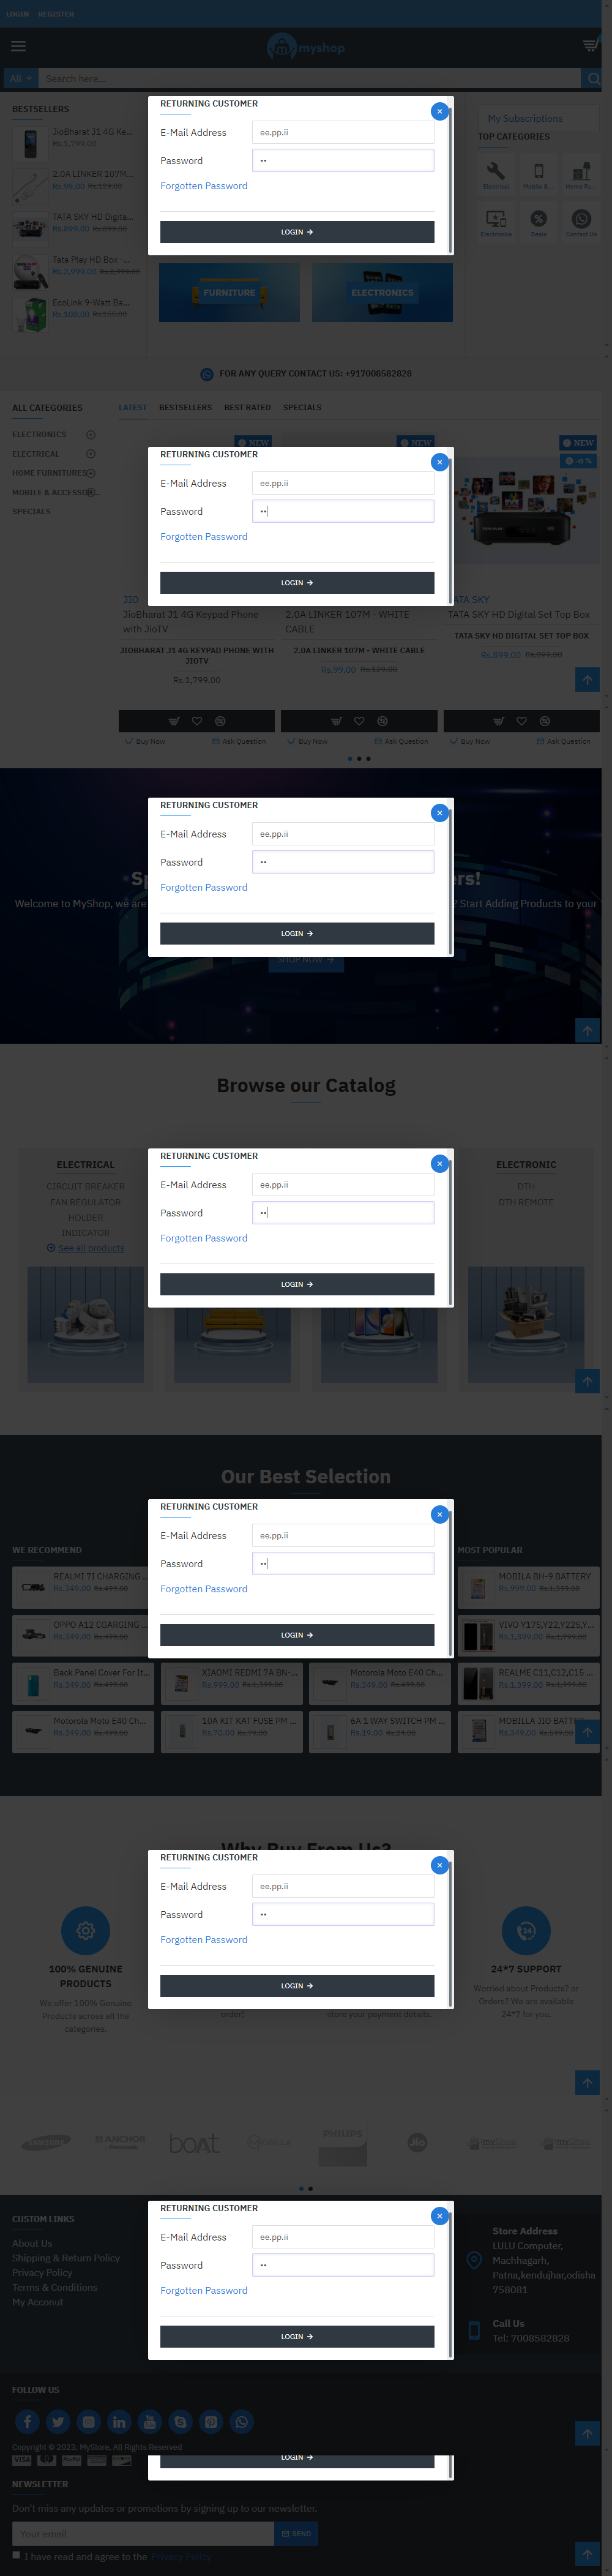 LOGIN REGISTER
myshop
All
Search here...
BESTSELLERS
JioBharat J1 4G Ke...
Rs.1,799.00
2.0A LINKER 107M...
Rs.99.00 Rs.129.00
TATA SKY HD Digita...
Rs.899.00 Rs.899.00
Tata Play HD Box -...
Rs.2,999.00 Rs.2,999.00
EcoLink 9-Watt Ba...
Rs.100.00 Rs.155.00
My Subscriptions
TOP CATEGORIES
Electrical
Mobile & ...
Home Fu...
Electronics
Deals
Contact Us
RETURNING CUSTOMER
E-Mail Address
ee.pp.ii
Password
Forgotten Password
LOGIN
FURNITURE
ELECTRONICS
FOR ANY QUERY CONTACT US: +917008582828
ALL CATEGORIES
ELECTRONICS
ELECTRICAL
HOME FURNITURES
MOBILE & ACCESSOR...
SPECIALS
LATEST BESTSELLERS BEST RATED SPECIALS
NEW
NEW
NEW
RETURNING CUSTOMER
E-Mail Address
ee.pp.ii
Password
Forgotten Password
LOGIN
JIO
JioBharat J1 4G Keypad Phone
with JioTV
JIOBHARAT J1 4G KEYPAD PHONE WITH
JIOTV
Rs.1,799.00
2.0A LINKER 107M - WHITE
CABLE
2.0A LINKER 107M - WHITE CABLE
Rs.99.00 Rs.129.00
TATA SKY
TATA SKY HD Digital Set Top Box
TATA SKY HD DIGITAL SET TOP BOX
Rs.899.00 Rs.899.00
Buy Now Ask Question
Buy Now Ask Question
Buy Now Ask Question
RETURNING CUSTOMER
E-Mail Address
ee.pp.ii
Password
Forgotten Password
LOGIN
Sp
ers!
Welcome to MyShop, we are
? Start Adding Products to your
SHOP NOW
Browse our Catalog
RETURNING CUSTOMER
E-Mail Address
ee.pp.ii
Password
Forgotten Password
LOGIN
ELECTRICAL
CIRCUIT BREAKER
FAN REGULATOR
HOLDER
INDICATOR
See all products
ELECTRONIC
DTH
DTH REMOTE
Our Best Selection
RETURNING CUSTOMER
E-Mail Address
ee.pp.ii
Password
Forgotten Password
LOGIN
WE RECOMMEND
REALMI 7I CHARGING ...
Rs.349.00 Rs.499.00
OPPO A12 CGARGING ...
Rs.349.00 Rs.499.00
Back Panel Cover For It...
Rs.349.00 Rs.499.00
Motorola Moto E40 Ch...
Rs.349.00 Rs.499.00
XIAOMI REDMI 7A BN-...
Rs.999.00 Rs.1,399.00
10A KIT KAT FUSE PM ...
Rs.70.00 Rs.79.00
Motorola Moto E40 Ch...
Rs.349.00 Rs.499.00
6A 1 WAY SWITCH PM ...
Rs.19.00 Rs.24.00
MOST POPULAR
MOBILA BH-9 BATTERY
Rs.999.00 Rs.1,399.00
VIVO Y17S,Y22,Y22S,Y...
Rs.1,399.00 Rs.1,799.00
REALME C11,C12,C15 ...
Rs.1,399.00 Rs.1,999.00
MOBILLA JIO BATTE...
Rs.349.00 Rs.549.00
Why Buy From Us?
RETURNING CUSTOMER
E-Mail Address
ee.pp.ii
Password
Forgotten Password
LOGIN
100% GENUINE
PRODUCTS
We offer 100% Genuine
Products across all the
categories.
order!
store your payment details.
24*7 SUPPORT
Worried about Products? or
Orders? We are available
24*7 for you.
SAMSUNG
ANCHOR
by Panasonic
boAt
PHILIPS
Jio
RETURNING CUSTOMER
E-Mail Address
ee.pp.ii
Password
Forgotten Password
LOGIN
CUSTOM LINKS
About Us
Shipping & Return Policy
Privacy Policy
Terms & Conditions
My Acconut
Store Address
LULU Computer,
Machhagarh,
Patna,kendujhar,odisha
758081
Call Us
Tel: 7008582828
FOLLOW US
Copyright © 2023, MyStore, All Rights Reserved
VISA
PayPal
LOGIN
NEWSLETTER
Don't miss any updates or promotions by signing up to our newsletter.
Your email
SEND
I have read and agree to the Privacy Policy